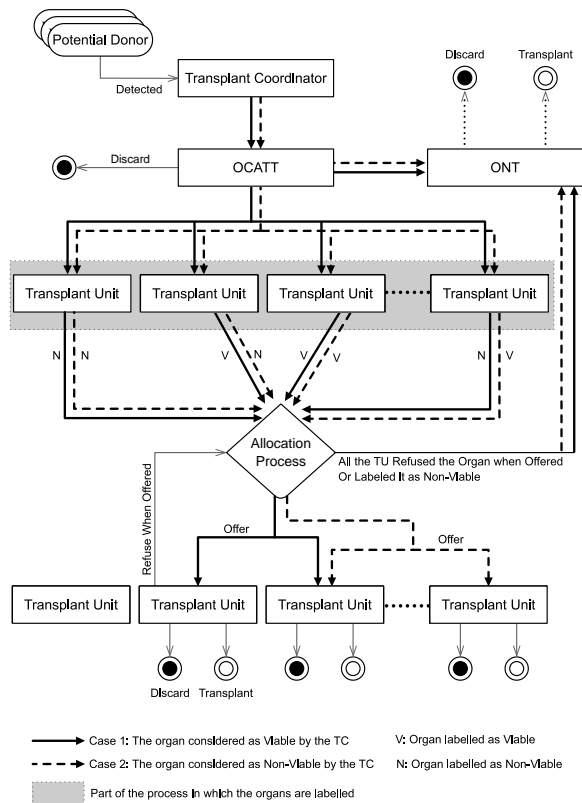 Potential Donor
Detected
Transplant Coordinator
Discard
Transplant
Discard
OCATT
ONT
Transplant Unit
Transplant Unit
Transplant Unit
Transplant Unit
N
N
V
N
V
V
N
V
Allocation
Process
All the TU Refused the Organ when Offered
Or Labeled It as Non-Viable
Refuse When Offered
Offer
Offer
Transplant Unit
Transplant Unit
Transplant Unit
Transplant Unit
Discard
Transplant
Case 1: The organ considered as Viable by the TC
V: Organ labelled as Viable
Case 2: The organ considered as Non-Viable by the TC
N: Organ labelled as Non-Viable
Part of the process in which the organs are labelled